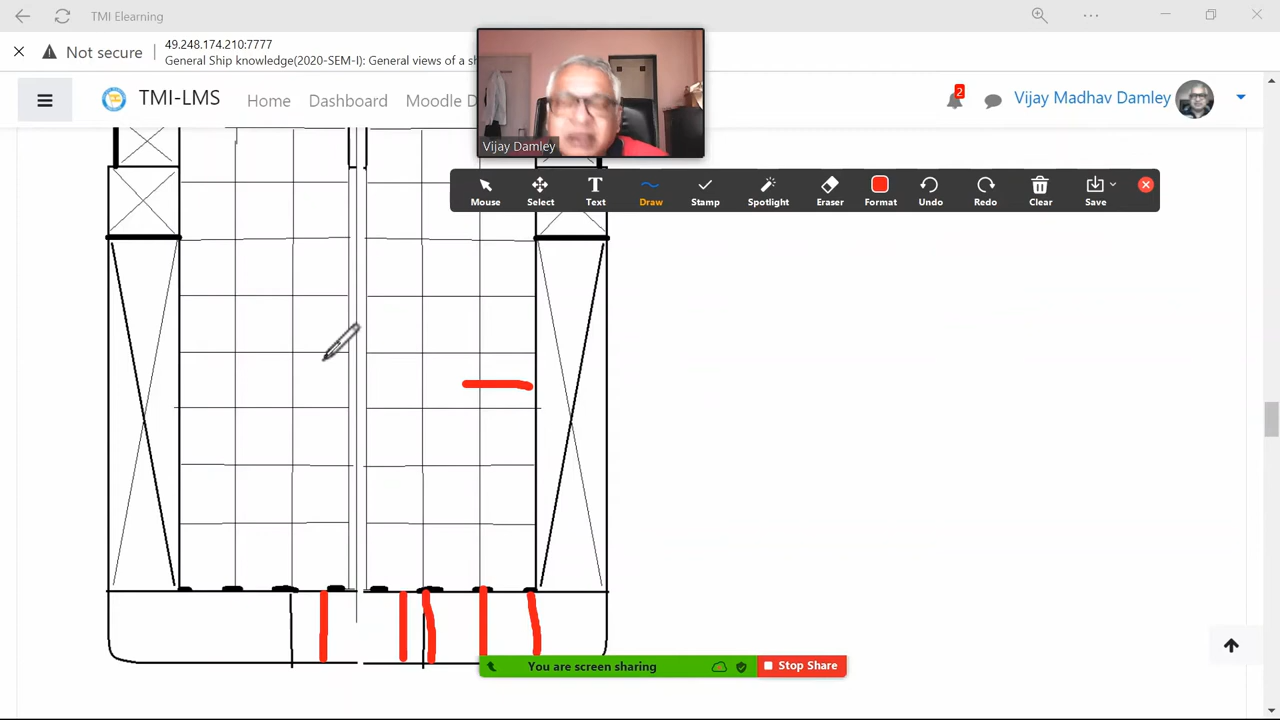 TMI Elearning
Not secure
49.248.174.210:7777
General Ship knowledge(2020-SEM-I): General views of a sh
TMI-LMS
Home
Dashboard
Moodle D
2
Vijay Madhav Damley
Vijay Damley
Mouse
Select
Text
Draw
Stamp
Spotlight
Eraser
Format
Undo
Redo
Clear
Save
You are screen sharing
Stop Share